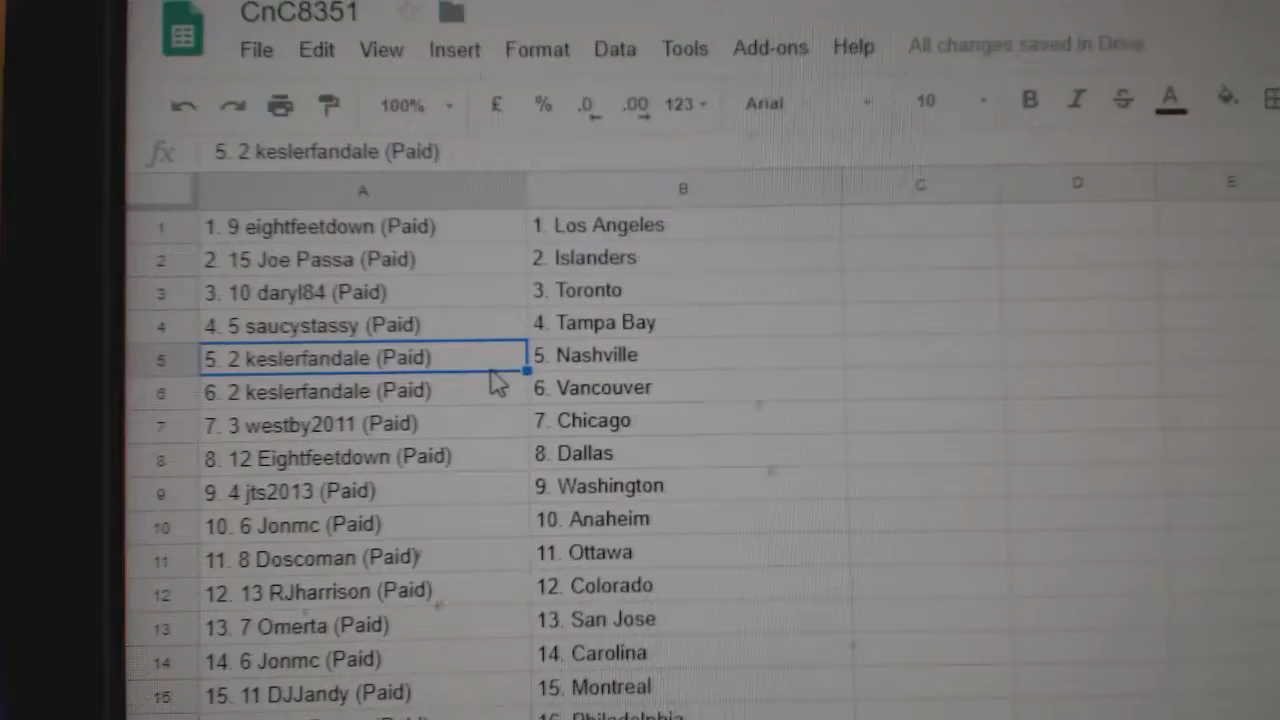 CnC8351
File Edit View Insert Format Data Tools Add-ons Help All changes saved in Drive
100% £ % .0 .00 123 Arial 10 B I S A
fx 5. 2 keslerfandale (Paid)
A B C D E
1 1. 9 eightfeetdown (Paid) 1. Los Angeles
2 2. 15 Joe Passa (Paid) 2. Islanders
3 3. 10 daryl84 (Paid) 3. Toronto
4 4. 5 saucystassy (Paid) 4. Tampa Bay
5 5. 2 keslerfandale (Paid) 5. Nashville
6 6. 2 keslerfandale (Paid) 6. Vancouver
7 7. 3 westby2011 (Paid) 7. Chicago
8 8. 12 Eightfeetdown (Paid) 8. Dallas
9 9. 4 jts2013 (Paid) 9. Washington
10 10. 6 Jonmc (Paid) 10. Anaheim
11 11. 8 Doscoman (Paid) 11. Ottawa
12 12. 13 RJharrison (Paid) 12. Colorado
13 13. 7 Omerta (Paid) 13. San Jose
14 14. 6 Jonmc (Paid) 14. Carolina
15 15. 11 DJJandy (Paid) 15. Montreal
16. Philadelphia